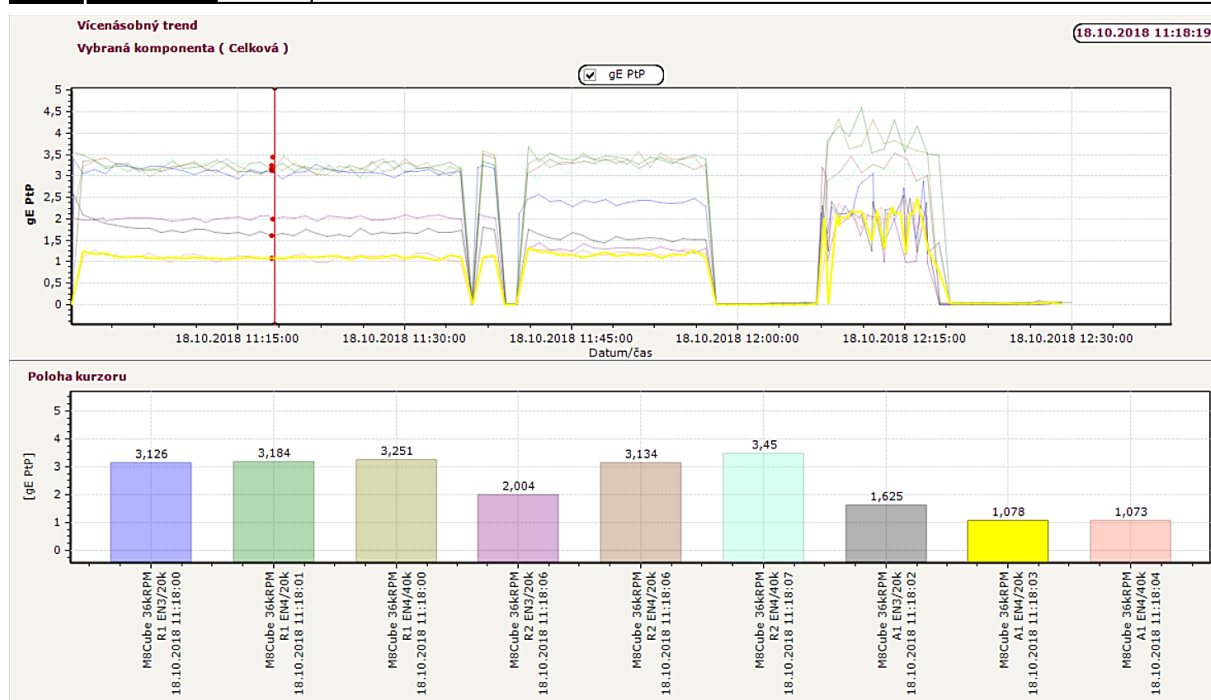 Vícenásobný trend
Vybraná komponenta ( Celková )
18.10.2018 11:18:19
gE PtP
5
4,5
4
3,5
3
2,5
2
1,5
1
0,5
0
gE PtP
18.10.2018 11:15:00
18.10.2018 11:30:00
18.10.2018 11:45:00
18.10.2018 12:00:00
18.10.2018 12:15:00
18.10.2018 12:30:00
Datum/čas
Poloha kurzoru
5
4
3
2
1
0
[gE PtP]
3,126
3,184
3,251
2,004
3,134
3,45
1,625
1,078
1,073
M8Cube 36kRPM
R1 EN3/20k
18.10.2018 11:18:00
M8Cube 36kRPM
R1 EN4/20k
18.10.2018 11:18:01
M8Cube 36kRPM
R1 EN4/40k
18.10.2018 11:18:00
M8Cube 36kRPM
R2 EN3/20k
18.10.2018 11:18:06
M8Cube 36kRPM
R2 EN4/20k
18.10.2018 11:18:06
M8Cube 36kRPM
R2 EN4/40k
18.10.2018 11:18:07
M8Cube 36kRPM
A1 EN3/20k
18.10.2018 11:18:02
M8Cube 36kRPM
A1 EN4/20k
18.10.2018 11:18:03
M8Cube 36kRPM
A1 EN4/40k
18.10.2018 11:18:04